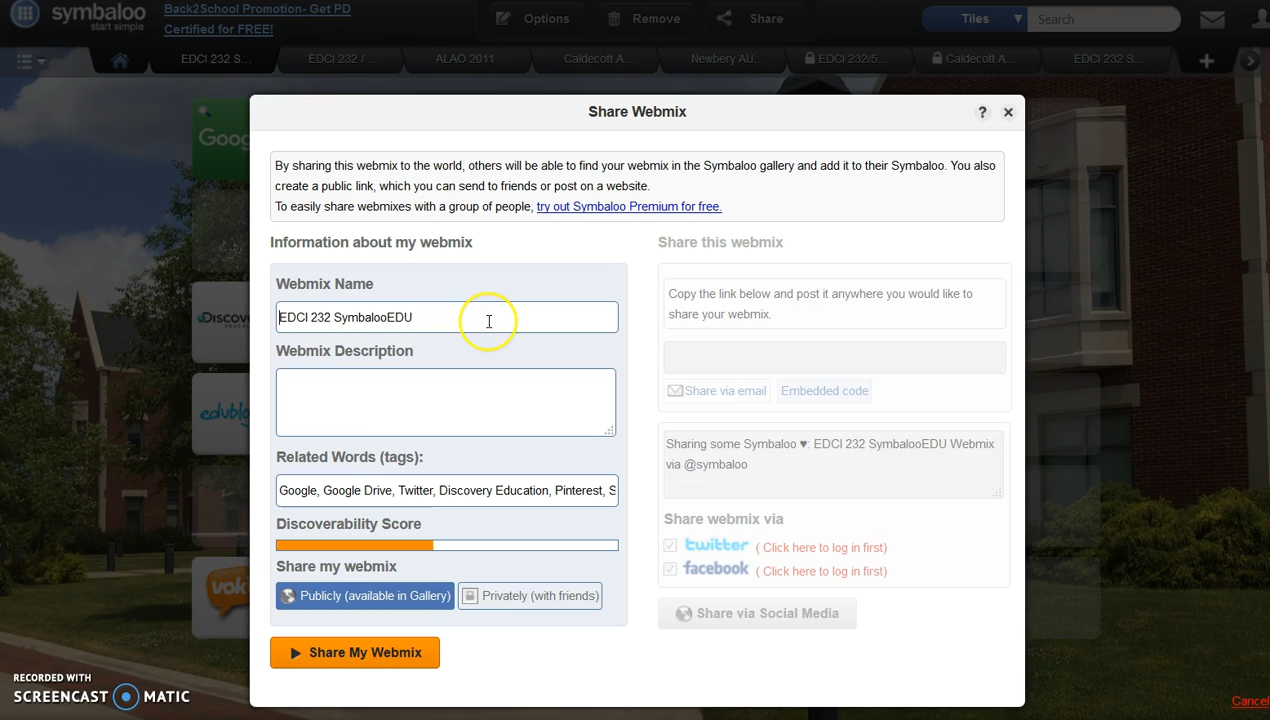 symbaloo
start simple
Back2School Promotion- Get PD
Certified for FREE!
Options
Remove
Share
Tiles
Search
EDCI 232 S...
EDCI 232 / ...
ALAO 2011
Caldecott A...
Newbery AU...
EDCI 232/5...
Caldecott A...
EDCI 232 S...
Share Webmix
?
By sharing this webmix to the world, others will be able to find your webmix in the Symbaloo gallery and add it to their Symbaloo. You also
create a public link, which you can send to friends or post on a website.
To easily share webmixes with a group of people, try out Symbaloo Premium for free.
Information about my webmix
Webmix Name
EDCI 232 SymbalooEDU
Webmix Description
Related Words (tags):
Google, Google Drive, Twitter, Discovery Education, Pinterest, S
Discoverability Score
Share my webmix
Publicly (available in Gallery)
Privately (with friends)
Share My Webmix
Share this webmix
Copy the link below and post it anywhere you would like to
share your webmix.
Share via email
Embedded code
Sharing some Symbaloo ♥: EDCI 232 SymbalooEDU Webmix
via @symbaloo
Share webmix via
twitter ( Click here to log in first)
facebook ( Click here to log in first)
Share via Social Media
Goog
Discov
edublo
vok
RECORDED WITH
SCREENCAST MATIC
Cancel